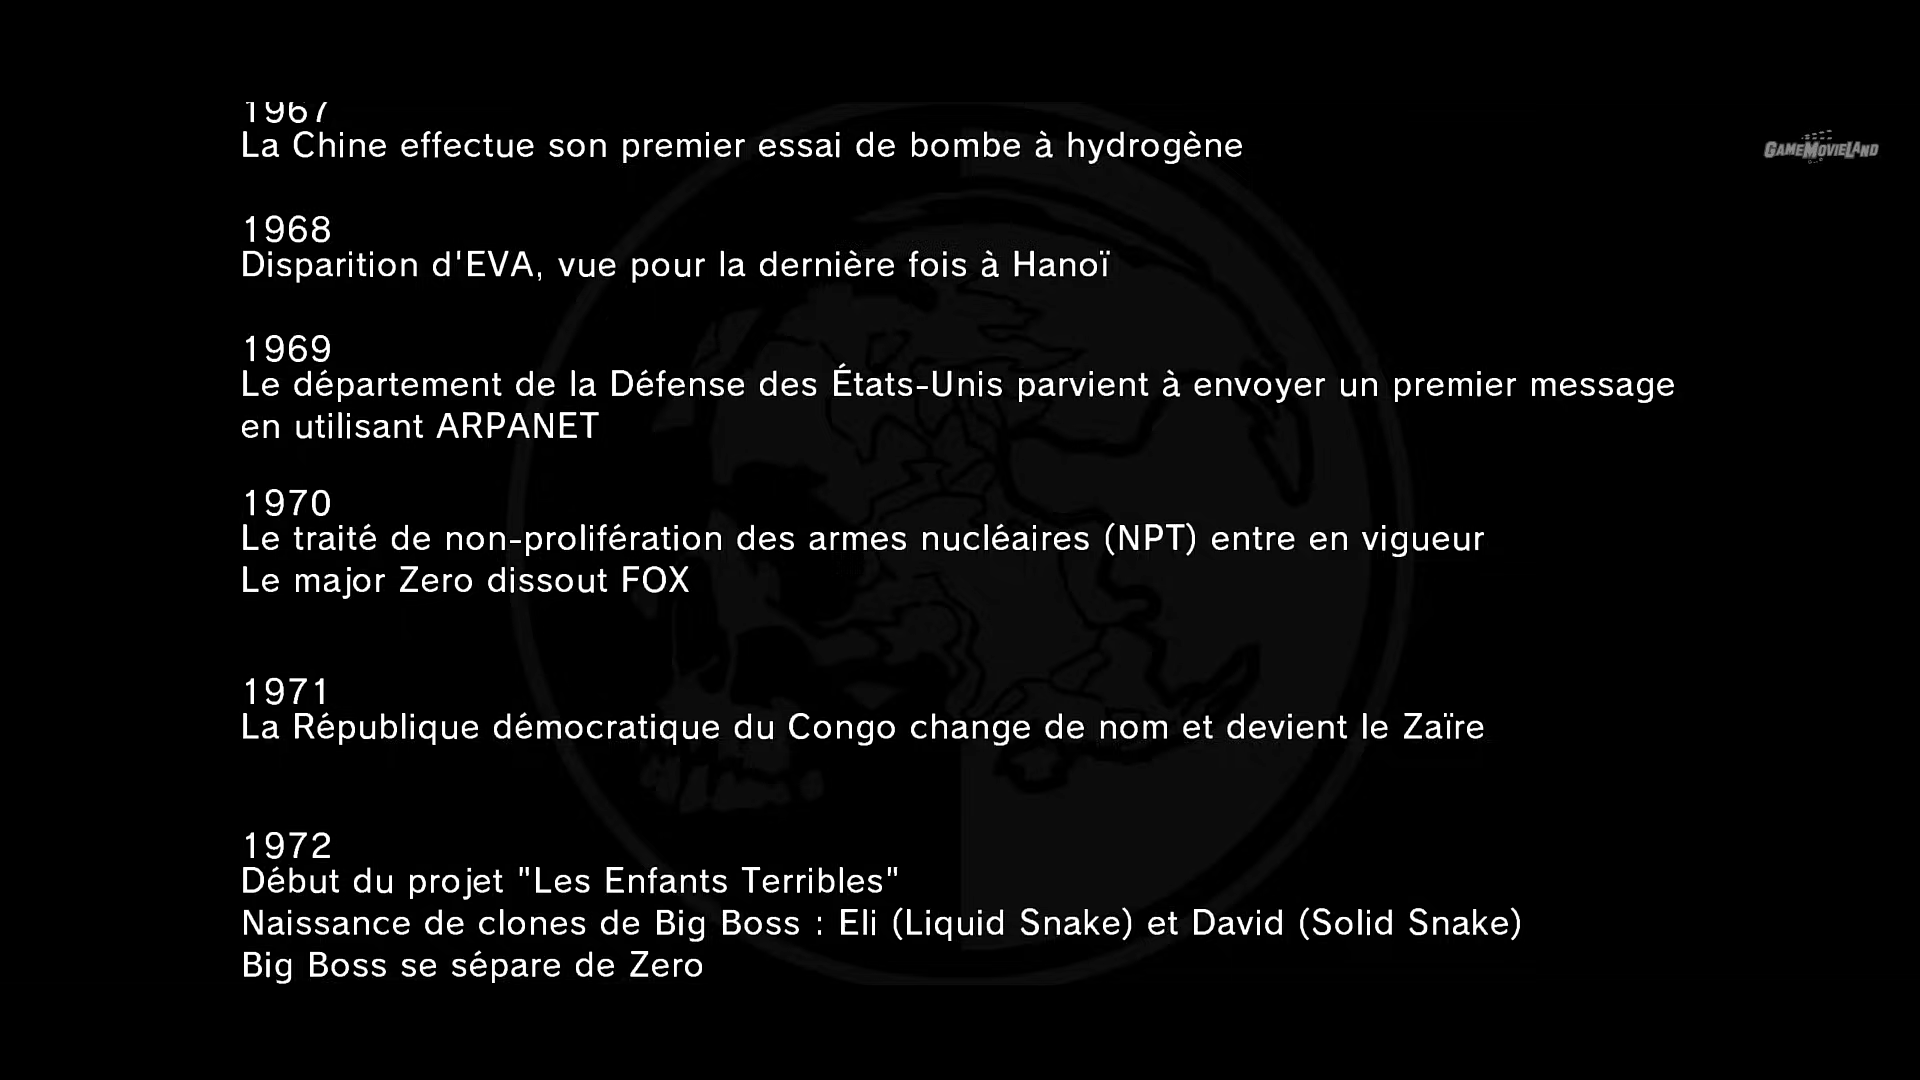 1967
La Chine effectue son premier essai de bombe à hydrogène
GAMEMOVIELAND
1968
Disparition d'EVA, vue pour la dernière fois à Hanoï
1969
Le département de la Défense des États-Unis parvient à envoyer un premier message
en utilisant ARPANET
1970
Le traité de non-prolifération des armes nucléaires (NPT) entre en vigueur
Le major Zero dissout FOX
1971
La République démocratique du Congo change de nom et devient le Zaïre
1972
Début du projet "Les Enfants Terribles"
Naissance de clones de Big Boss : Eli (Liquid Snake) et David (Solid Snake)
Big Boss se sépare de Zero